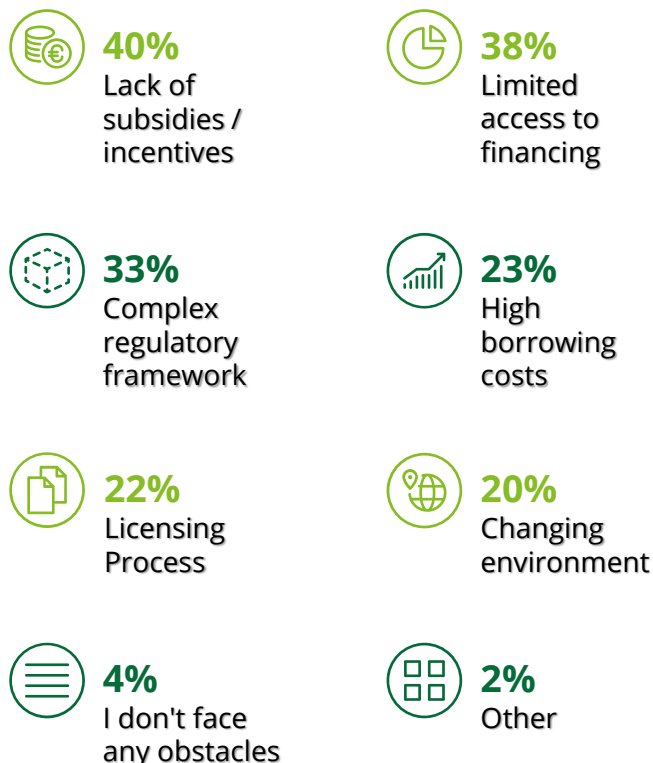 40%
Lack of
subsidies /
incentives
38%
Limited
access to
financing
33%
Complex
regulatory
framework
23%
High
borrowing
costs
22%
Licensing
Process
20%
Changing
environment
4%
I don't face
any obstacles
2%
Other